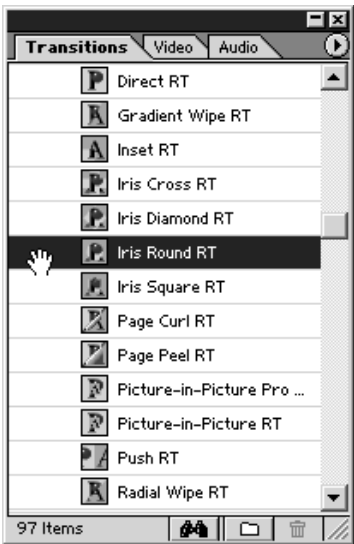 Transitions Video Audio
Direct RT
Gradient Wipe RT
Inset RT
Iris Cross RT
Iris Diamond RT
Iris Round RT
Iris Square RT
Page Curl RT
Page Peel RT
Picture-in-Picture Pro ...
Picture-in-Picture RT
Push RT
Radial Wipe RT
97 Items